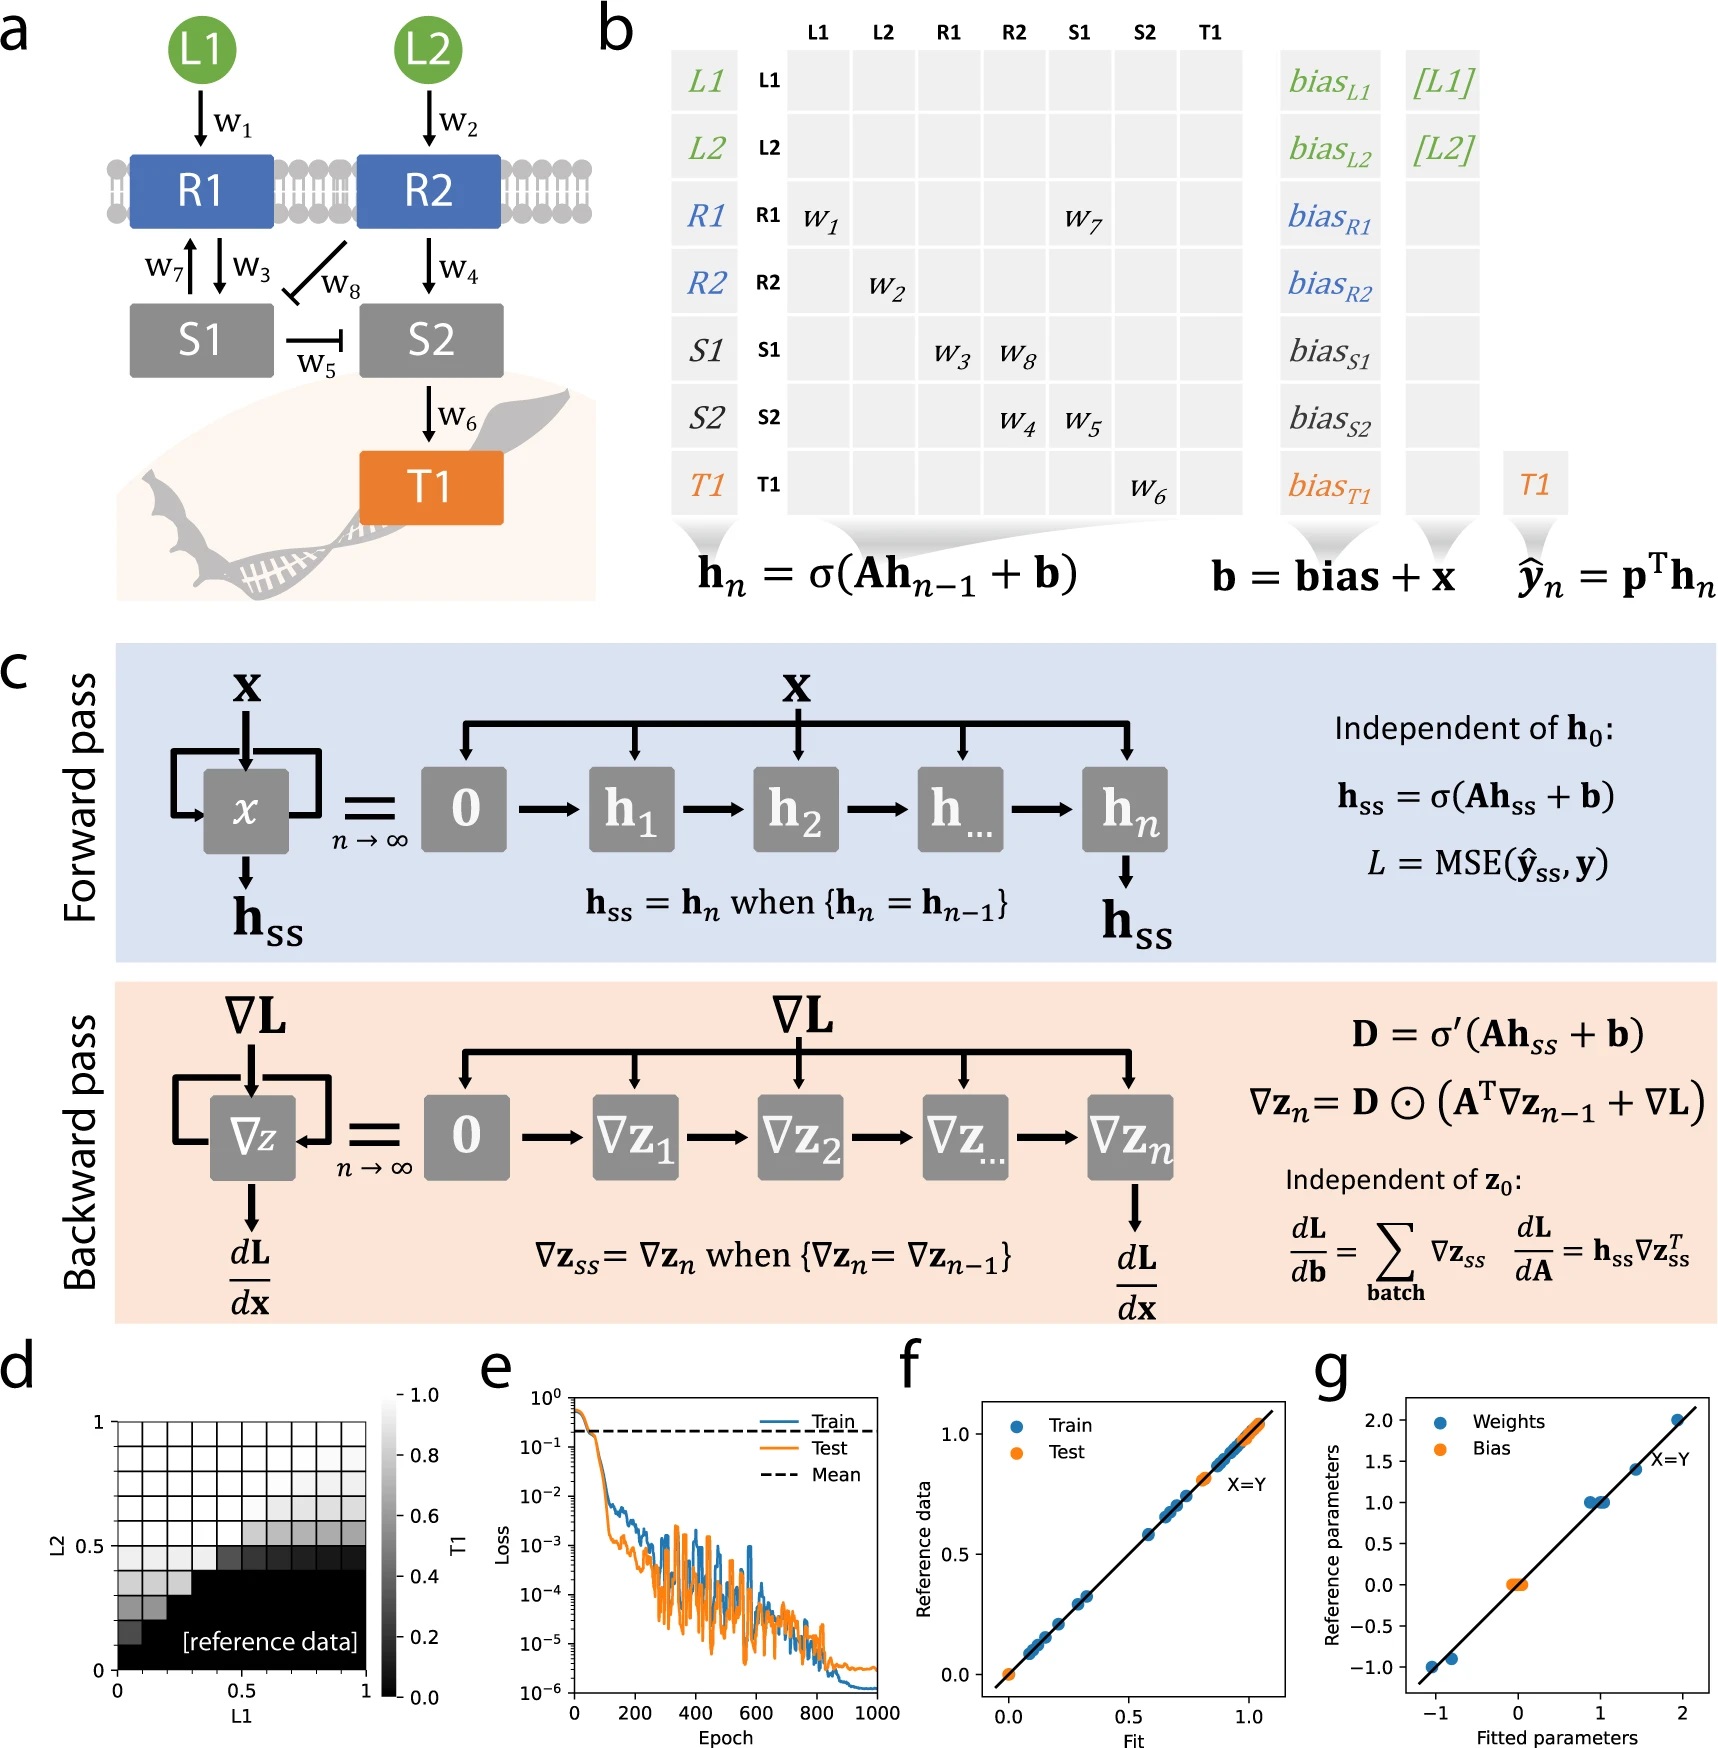 a
L1
L2
w1
w2
R1
R2
w7
w3
w8
w4
S1
S2
w5
w6
T1
b
L1 L2 R1 R2 S1 S2 T1
L1 L1 biasL1 [L1]
L2 L2 biasL2 [L2]
R1 R1 w1 w7 biasR1
R2 R2 w2 biasR2
S1 S1 w3 w8 biasS1
S2 S2 w4 w5 biasS2
T1 T1 w6 biasT1 T1
hn = σ(Ahn−1 + b)
b = bias + x
ŷn = pᵀhn
c
Forward pass
x
x
hss
=
n → ∞
x
0 h1 h2 h... hn
hss = hn when {hn = hn−1}
hss
Independent of h0:
hss = σ(Ahss + b)
L = MSE(ŷss, y)
Backward pass
∇L
∇z
dL
dx
=
n → ∞
∇L
0 ∇z1 ∇z2 ∇z... ∇zn
∇zss= ∇zn when {∇zn= ∇zn−1}
dL
dx
D = σ′(Ahss + b)
∇zn= D ⊙ (Aᵀ∇zn−1 + ∇L)
Independent of z0:
dL/db = ∑batch ∇zss dL/dA = hss∇zTss
d
1
0.5
0
L2
0 0.5 1
L1
[reference data]
1.0
0.8
0.6
0.4
0.2
0.0
T1
e
10⁰
10⁻¹
10⁻²
10⁻³
10⁻⁴
10⁻⁵
10⁻⁶
Loss
Train
Test
Mean
0 200 400 600 800 1000
Epoch
f
1.0
0.5
0.0
Reference data
Train
Test
X=Y
0.0 0.5 1.0
Fit
g
2.0
1.5
1.0
0.5
0.0
−0.5
−1.0
Reference parameters
Weights
Bias
X=Y
−1 0 1 2
Fitted parameters